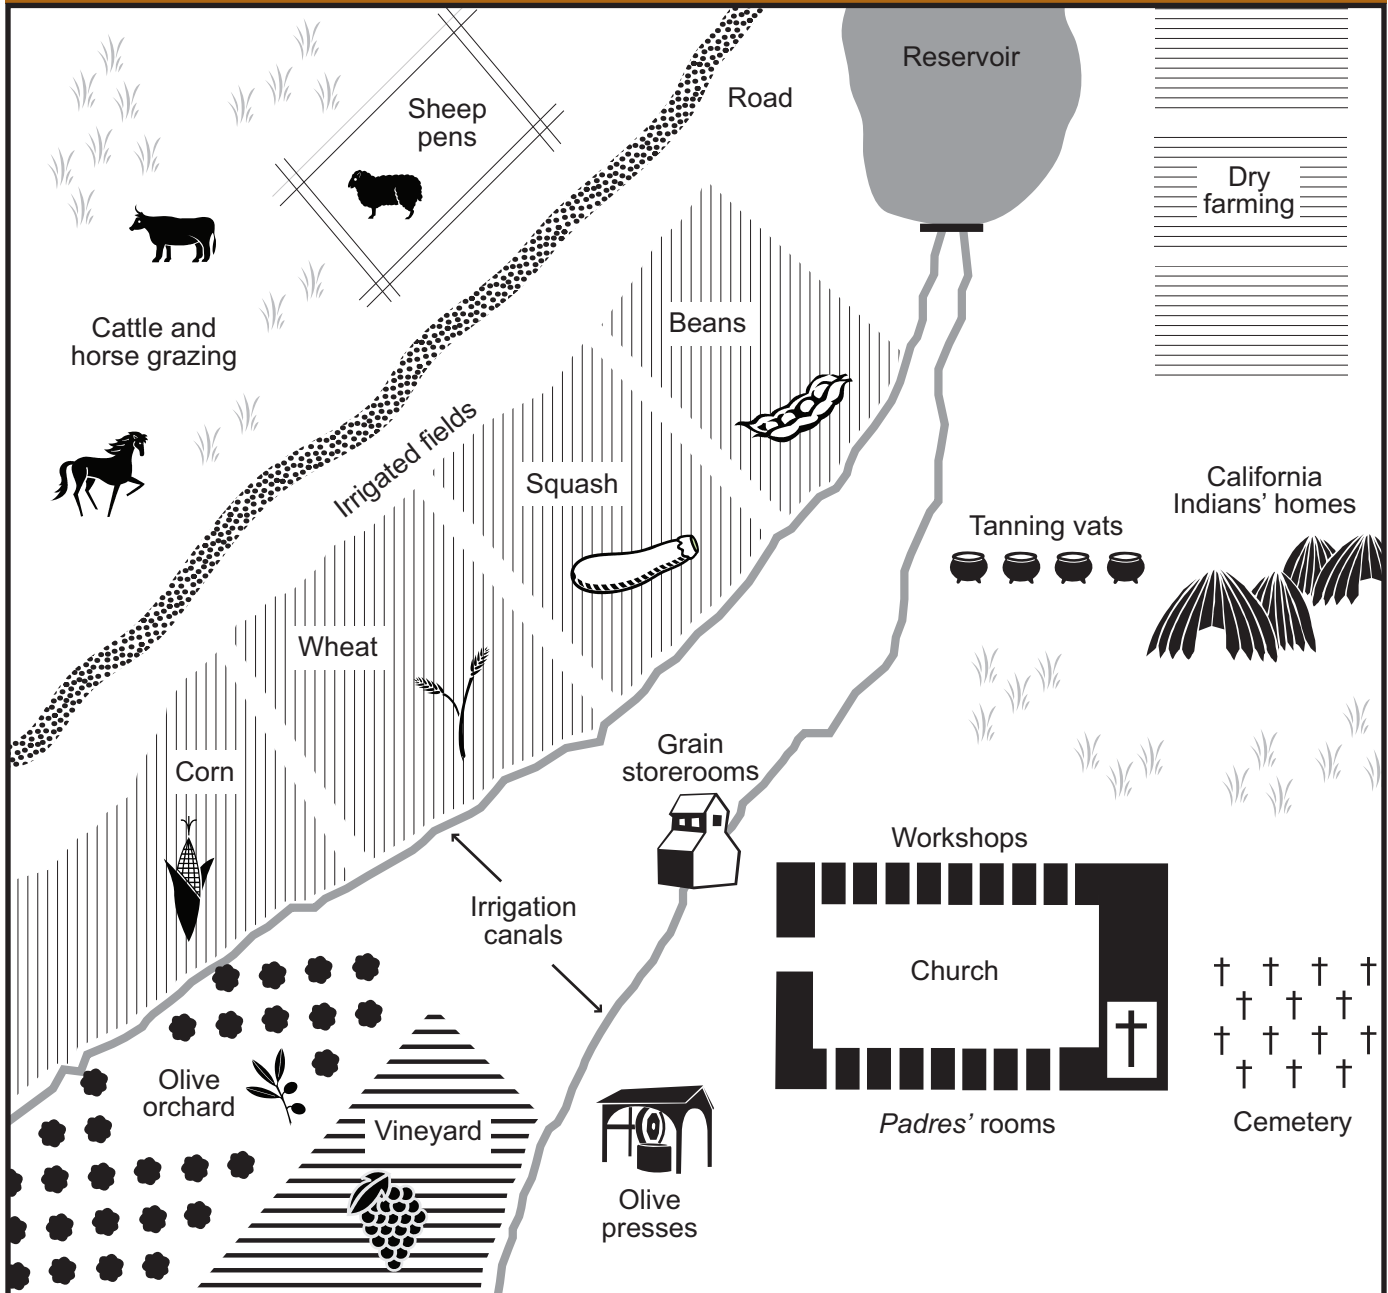 Reservoir
Road
Sheep
pens
Dry
farming
Cattle and
horse grazing
Beans
Irrigated fields
Squash
California
Indians’ homes
Tanning vats
Wheat
Corn
Grain
storerooms
Workshops
Irrigation
canals
Church
Olive
orchard
Vineyard
Padres’ rooms
Cemetery
Olive
presses